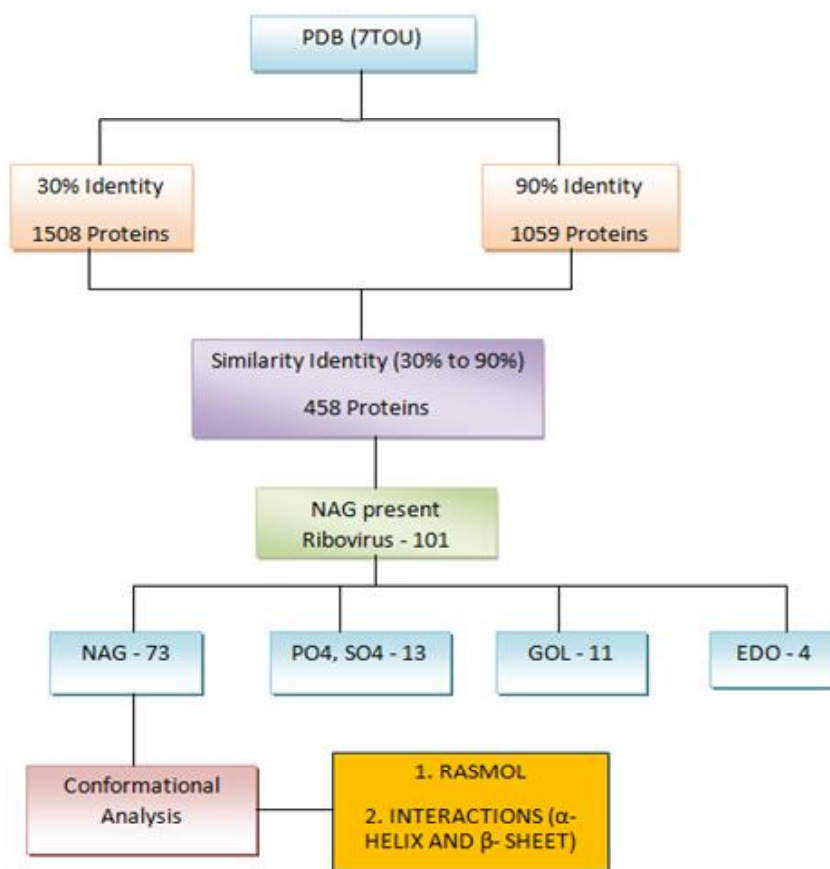 PDB (7TOU)
30% Identity
1508 Proteins
90% Identity
1059 Proteins
Similarity Identity (30% to 90%)
458 Proteins
NAG present
Ribovirus - 101
NAG - 73
PO4, SO4 - 13
GOL - 11
EDO - 4
Conformational
Analysis
1. RASMOL
2. INTERACTIONS (α-
HELIX AND β- SHEET)